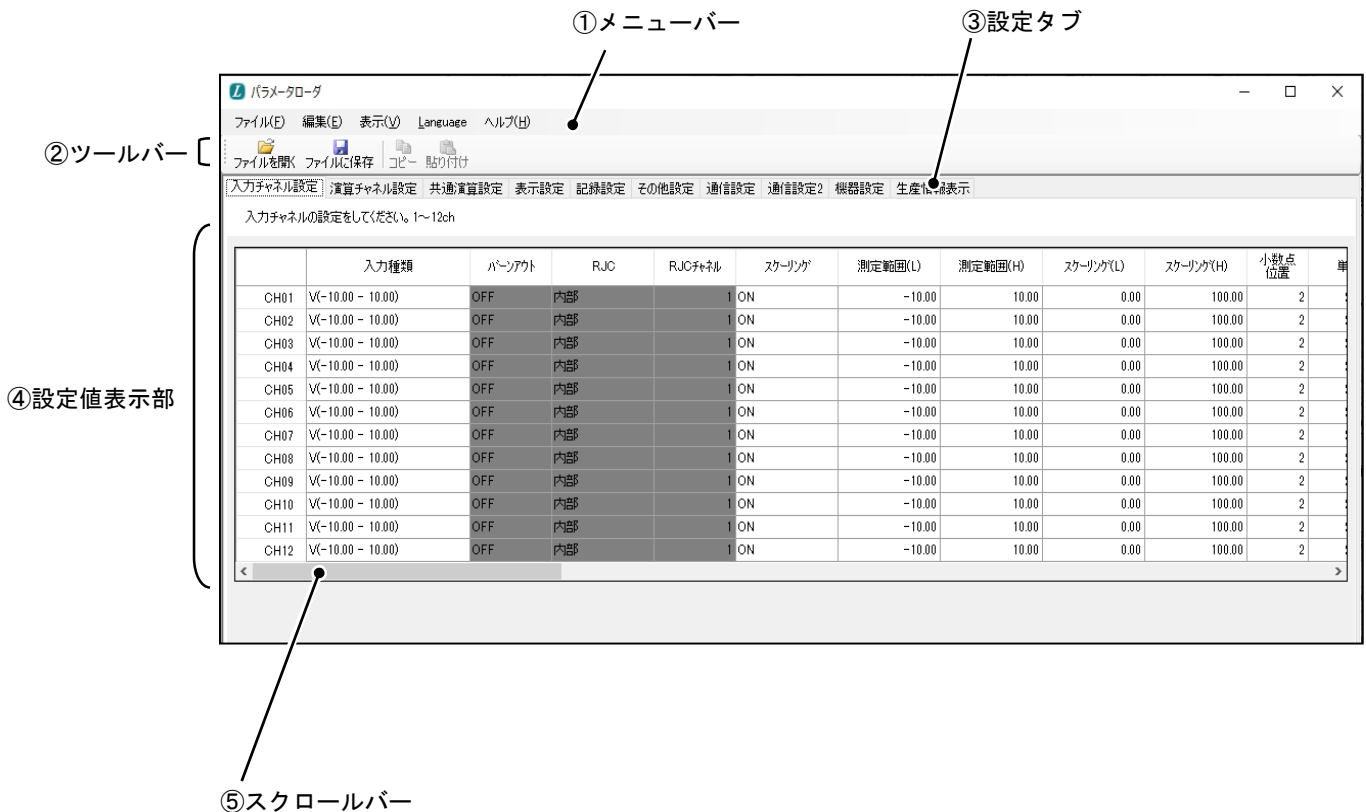 ①メニューバー ③設定タブ
パラメータローダ
ファイル(F) 編集(E) 表示(V) Language ヘルプ(H)
②ツールバー
ファイルを開く ファイルに保存 コピー 貼り付け
入力チャネル設定 演算チャネル設定 共通演算設定 表示設定 記録設定 その他設定 通信設定 通信設定2 機器設定 生産情報表示
入力チャネルの設定をしてください。1～12ch
入力種類 バーンアウト RJC RJCチャネル スケーリング 測定範囲(L) 測定範囲(H) スケーリング(L) スケーリング(H) 小数点位置 単
CH01 V(-10.00 - 10.00) OFF 内部 1 ON -10.00 10.00 0.00 100.00 2
CH02 V(-10.00 - 10.00) OFF 内部 1 ON -10.00 10.00 0.00 100.00 2
CH03 V(-10.00 - 10.00) OFF 内部 1 ON -10.00 10.00 0.00 100.00 2
CH04 V(-10.00 - 10.00) OFF 内部 1 ON -10.00 10.00 0.00 100.00 2
④設定値表示部
CH05 V(-10.00 - 10.00) OFF 内部 1 ON -10.00 10.00 0.00 100.00 2
CH06 V(-10.00 - 10.00) OFF 内部 1 ON -10.00 10.00 0.00 100.00 2
CH07 V(-10.00 - 10.00) OFF 内部 1 ON -10.00 10.00 0.00 100.00 2
CH08 V(-10.00 - 10.00) OFF 内部 1 ON -10.00 10.00 0.00 100.00 2
CH09 V(-10.00 - 10.00) OFF 内部 1 ON -10.00 10.00 0.00 100.00 2
CH10 V(-10.00 - 10.00) OFF 内部 1 ON -10.00 10.00 0.00 100.00 2
CH11 V(-10.00 - 10.00) OFF 内部 1 ON -10.00 10.00 0.00 100.00 2
CH12 V(-10.00 - 10.00) OFF 内部 1 ON -10.00 10.00 0.00 100.00 2
⑤スクロールバー